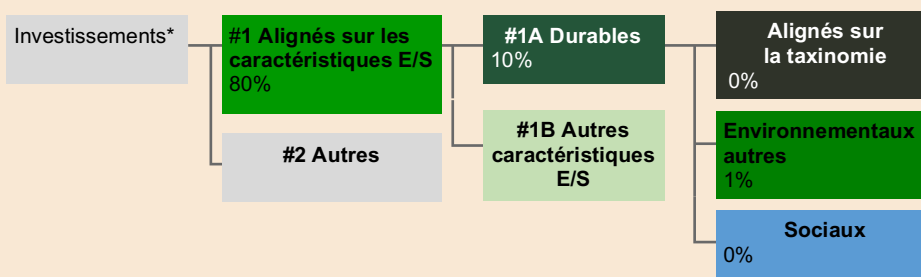 Investissements*
#1 Alignés sur les
caractéristiques E/S
80%
#2 Autres
#1A Durables
10%
#1B Autres
caractéristiques
E/S
Alignés sur
la taxinomie
0%
Environnementaux
autres
1%
Sociaux
0%